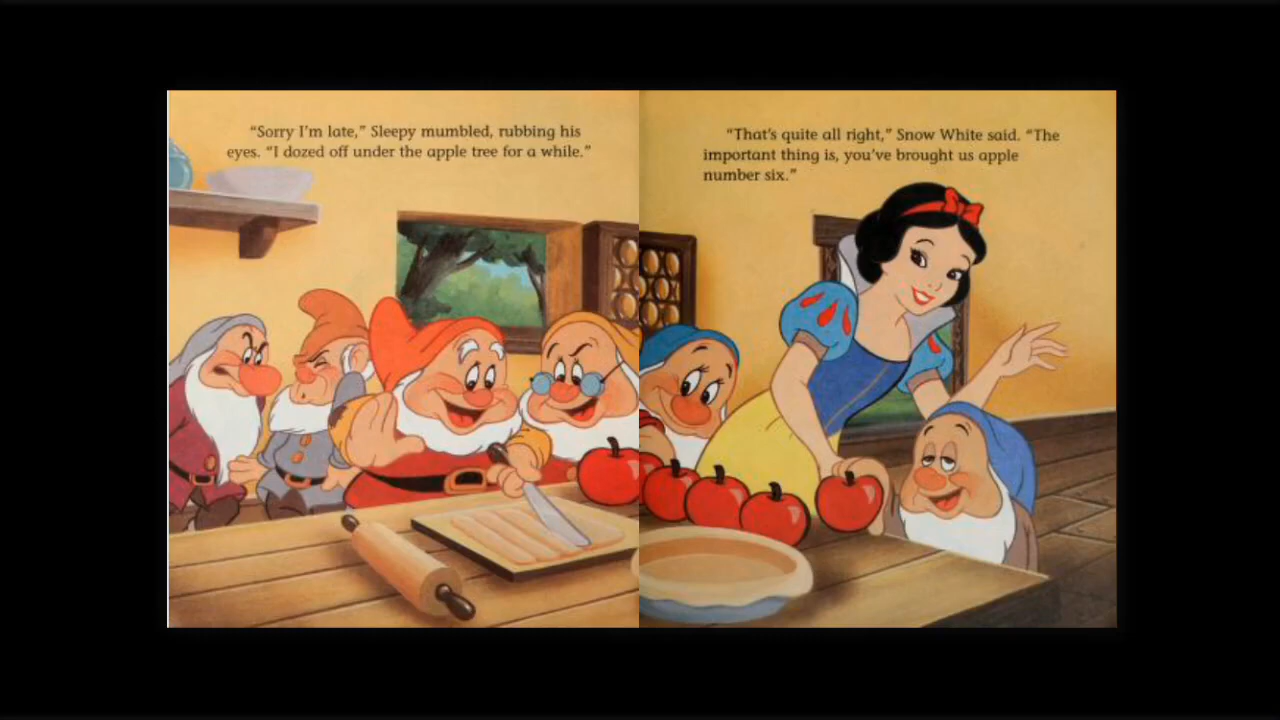 “Sorry I’m late,” Sleepy mumbled, rubbing his
eyes. “I dozed off under the apple tree for a while.”
“That’s quite all right,” Snow White said. “The
important thing is, you’ve brought us apple
number six.”